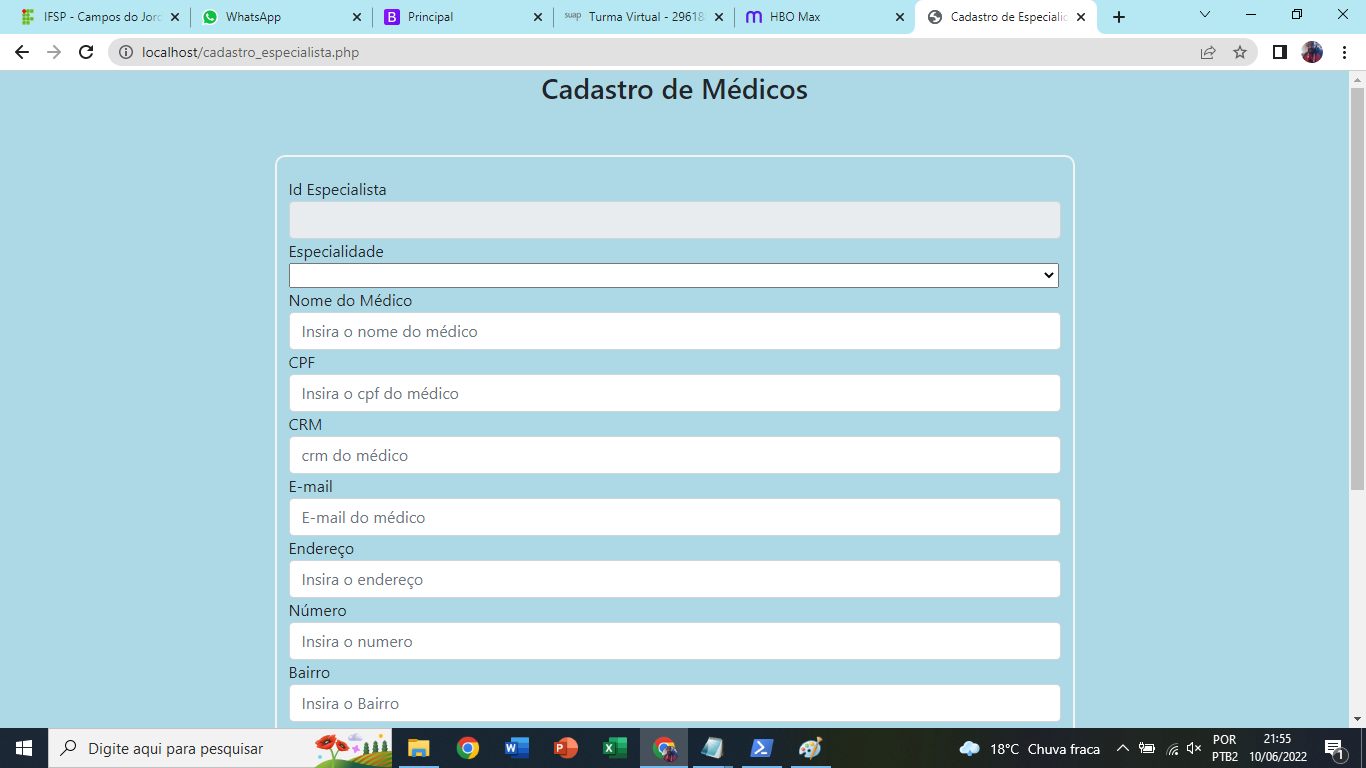 IFSP - Campos do Jord
WhatsApp
Principal
suap Turma Virtual - 29618
HBO Max
Cadastro de Especialid
localhost/cadastro_especialista.php
Cadastro de Médicos
Id Especialista
Especialidade
Nome do Médico
Insira o nome do médico
CPF
Insira o cpf do médico
CRM
crm do médico
E-mail
E-mail do médico
Endereço
Insira o endereço
Número
Insira o numero
Bairro
Insira o Bairro
Digite aqui para pesquisar
18°C Chuva fraca
POR
PTB2
21:55
10/06/2022
1